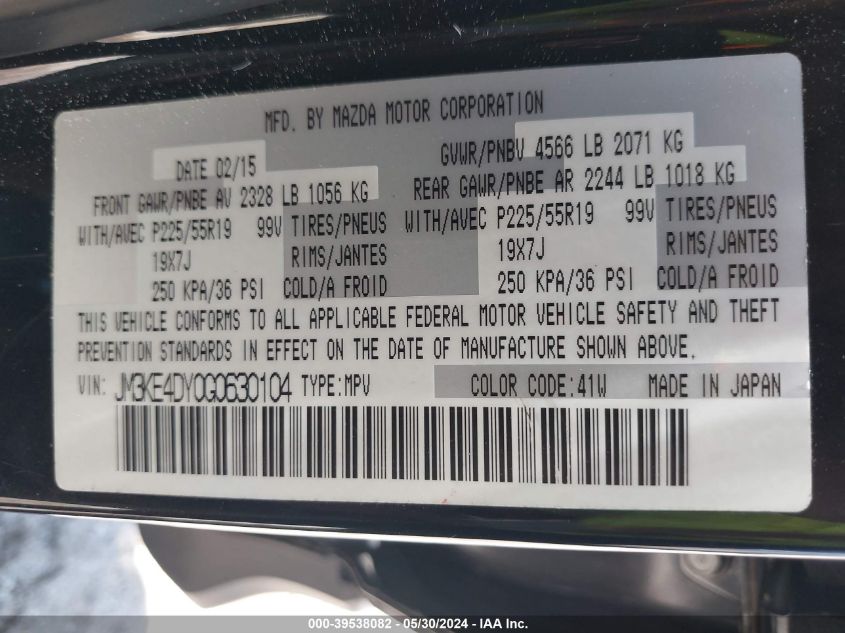 MFD. BY MAZDA MOTOR CORPORATION
DATE 02/15 GVWR/PNBV 4566 LB 2071 KG
FRONT GAWR/PNBE AV 2328 LB 1056 KG REAR GAWR/PNBE AR 2244 LB 1018 KG
WITH/AVEC P225/55R19 99V TIRES/PNEUS WITH/AVEC P225/55R19 99V TIRES/PNEUS
19X7J RIMS/JANTES 19X7J RIMS/JANTES
250 KPA/36 PSI COLD/A FROID 250 KPA/36 PSI COLD/A FROID
THIS VEHICLE CONFORMS TO ALL APPLICABLE FEDERAL MOTOR VEHICLE SAFETY AND THEFT
PREVENTION STANDARDS IN EFFECT ON THE DATE OF MANUFACTURE SHOWN ABOVE.
VIN: JM3KE4DY0G0630104 TYPE:MPV COLOR CODE:41W MADE IN JAPAN
000-39538082 - 05/30/2024 - IAA Inc.